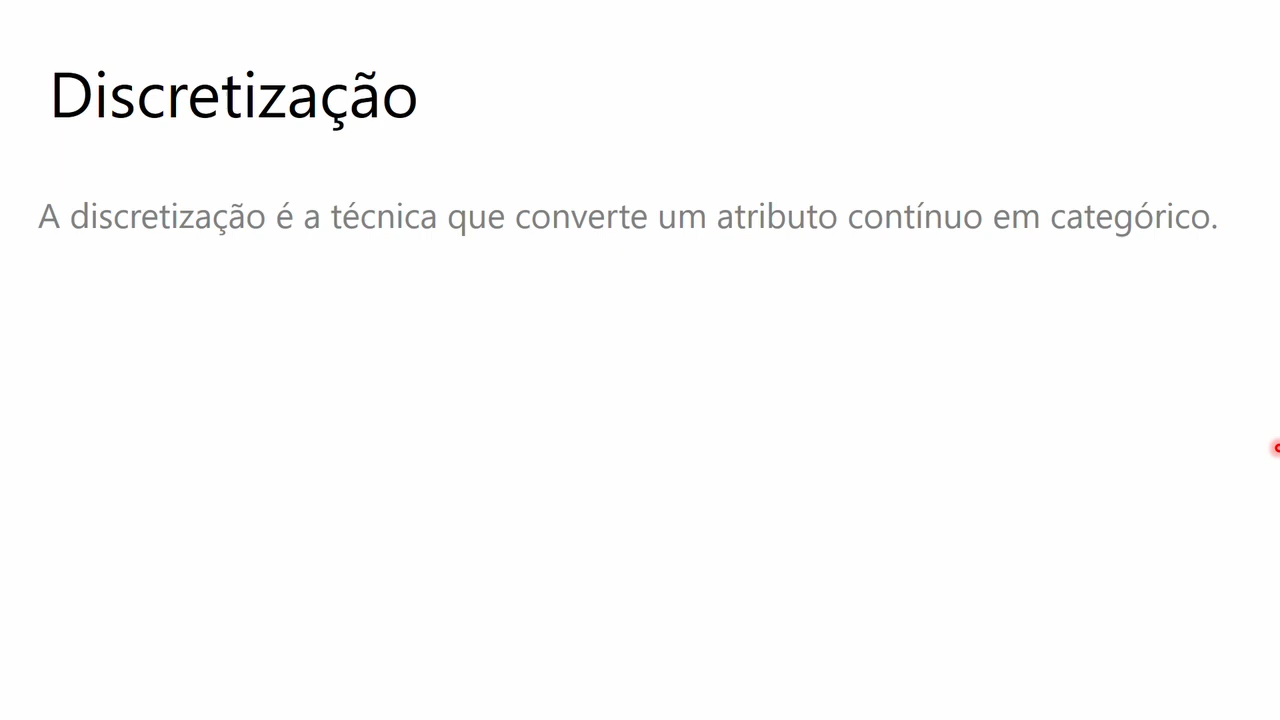 Discretização
A discretização é a técnica que converte um atributo contínuo em categórico.